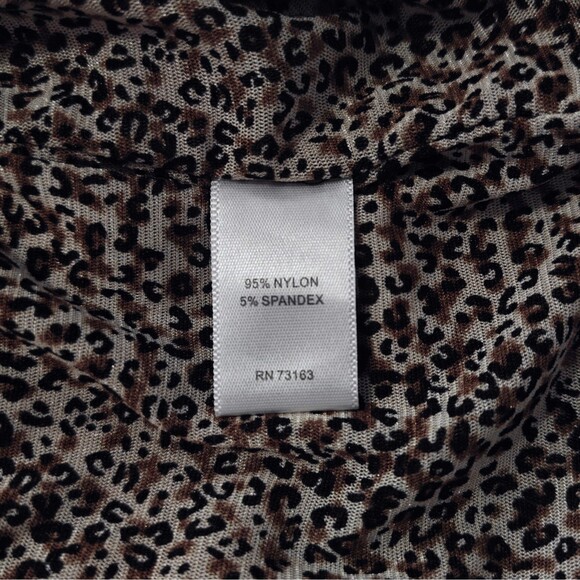 95% NYLON
5% SPANDEX
RN 73163